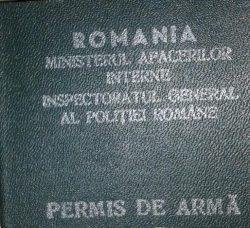 ROMANIA
MINISTERUL AFACERILOR
INTERNE
INSPECTORATUL GENERAL
AL POLIȚIEI ROMÂNE
PERMIS DE ARMĂ